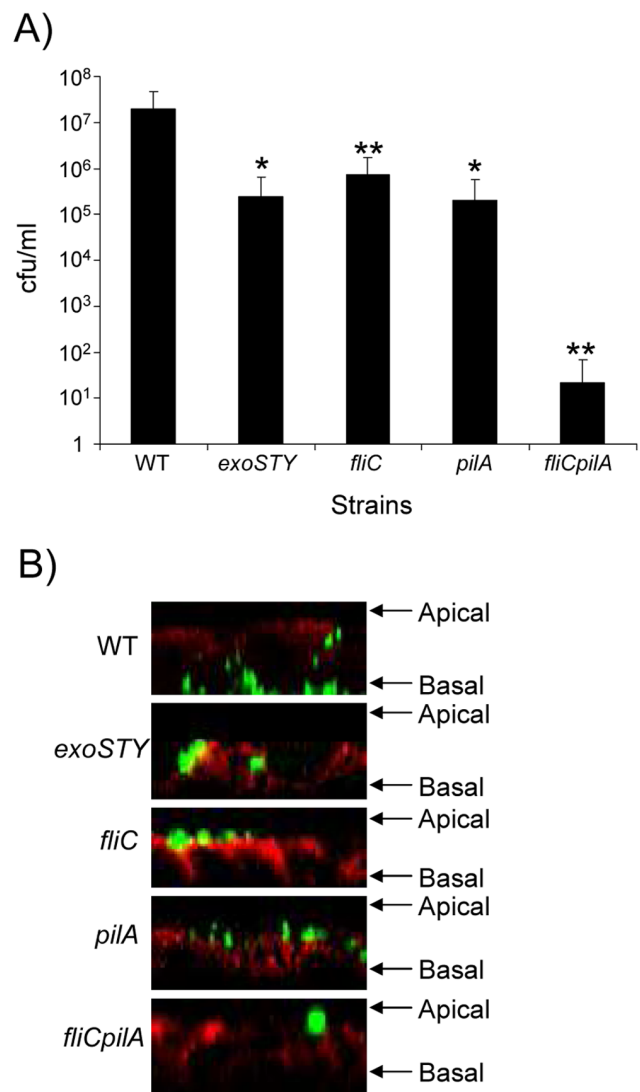 A)
cfu/ml
10⁸
10⁷
10⁶
10⁵
10⁴
10³
10²
10¹
1
*
**
*
**
WT exoSTY fliC pilA fliCpilA
Strains
B)
WT
Apical
Basal
exoSTY
Apical
Basal
fliC
Apical
Basal
pilA
Apical
Basal
fliCpilA
Apical
Basal